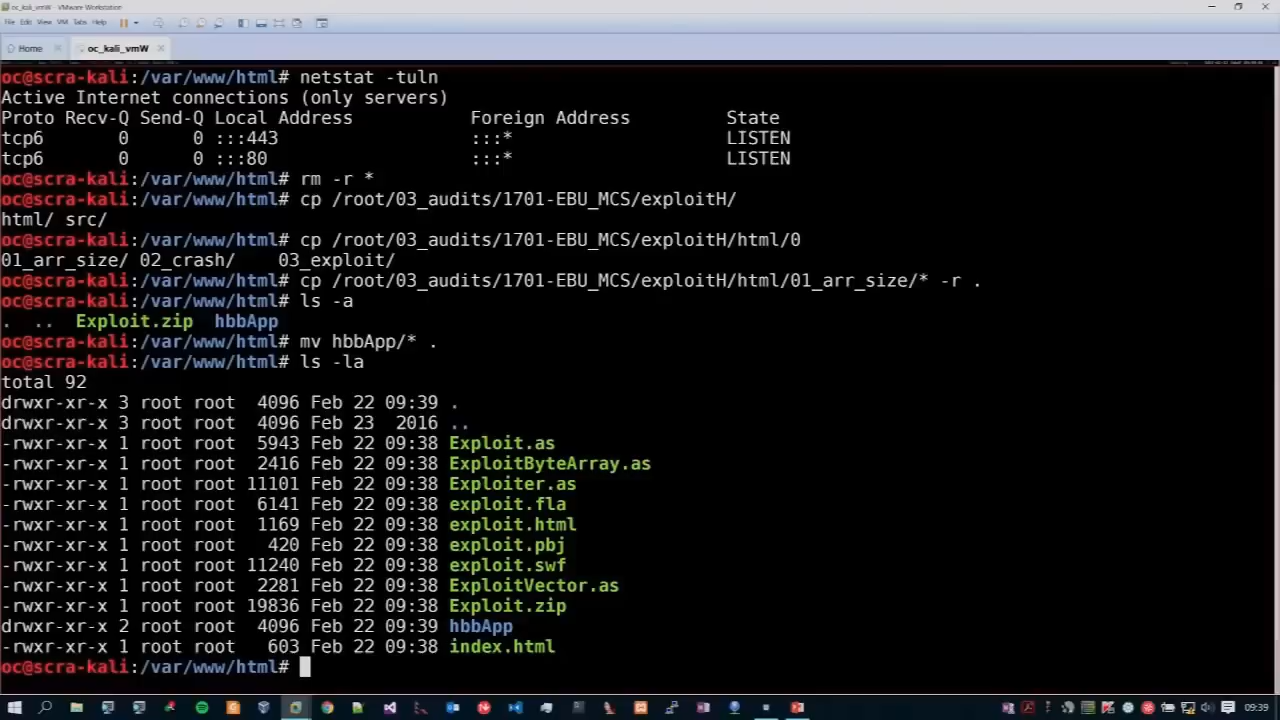 oc_kali_vmW - VMware Workstation
File Edit View VM Tabs Help
Home oc_kali_vmW
oc@scra-kali:/var/www/html# netstat -tuln
Active Internet connections (only servers)
Proto Recv-Q Send-Q Local Address Foreign Address State
tcp6 0 0 :::443 :::* LISTEN
tcp6 0 0 :::80 :::* LISTEN
oc@scra-kali:/var/www/html# rm -r *
oc@scra-kali:/var/www/html# cp /root/03_audits/1701-EBU_MCS/exploitH/
html/ src/
oc@scra-kali:/var/www/html# cp /root/03_audits/1701-EBU_MCS/exploitH/html/0
01_arr_size/ 02_crash/ 03_exploit/
oc@scra-kali:/var/www/html# cp /root/03_audits/1701-EBU_MCS/exploitH/html/01_arr_size/* -r .
oc@scra-kali:/var/www/html# ls -a
. .. Exploit.zip hbbApp
oc@scra-kali:/var/www/html# mv hbbApp/* .
oc@scra-kali:/var/www/html# ls -la
total 92
drwxr-xr-x 3 root root 4096 Feb 22 09:39 .
drwxr-xr-x 3 root root 4096 Feb 23 2016 ..
-rwxr-xr-x 1 root root 5943 Feb 22 09:38 Exploit.as
-rwxr-xr-x 1 root root 2416 Feb 22 09:38 ExploitByteArray.as
-rwxr-xr-x 1 root root 11101 Feb 22 09:38 Exploiter.as
-rwxr-xr-x 1 root root 6141 Feb 22 09:38 exploit.fla
-rwxr-xr-x 1 root root 1169 Feb 22 09:38 exploit.html
-rwxr-xr-x 1 root root 420 Feb 22 09:38 exploit.pbj
-rwxr-xr-x 1 root root 11240 Feb 22 09:38 exploit.swf
-rwxr-xr-x 1 root root 2281 Feb 22 09:38 ExploitVector.as
-rwxr-xr-x 1 root root 19836 Feb 22 09:38 Exploit.zip
drwxr-xr-x 2 root root 4096 Feb 22 09:39 hbbApp
-rwxr-xr-x 1 root root 603 Feb 22 09:38 index.html
oc@scra-kali:/var/www/html#
09:39